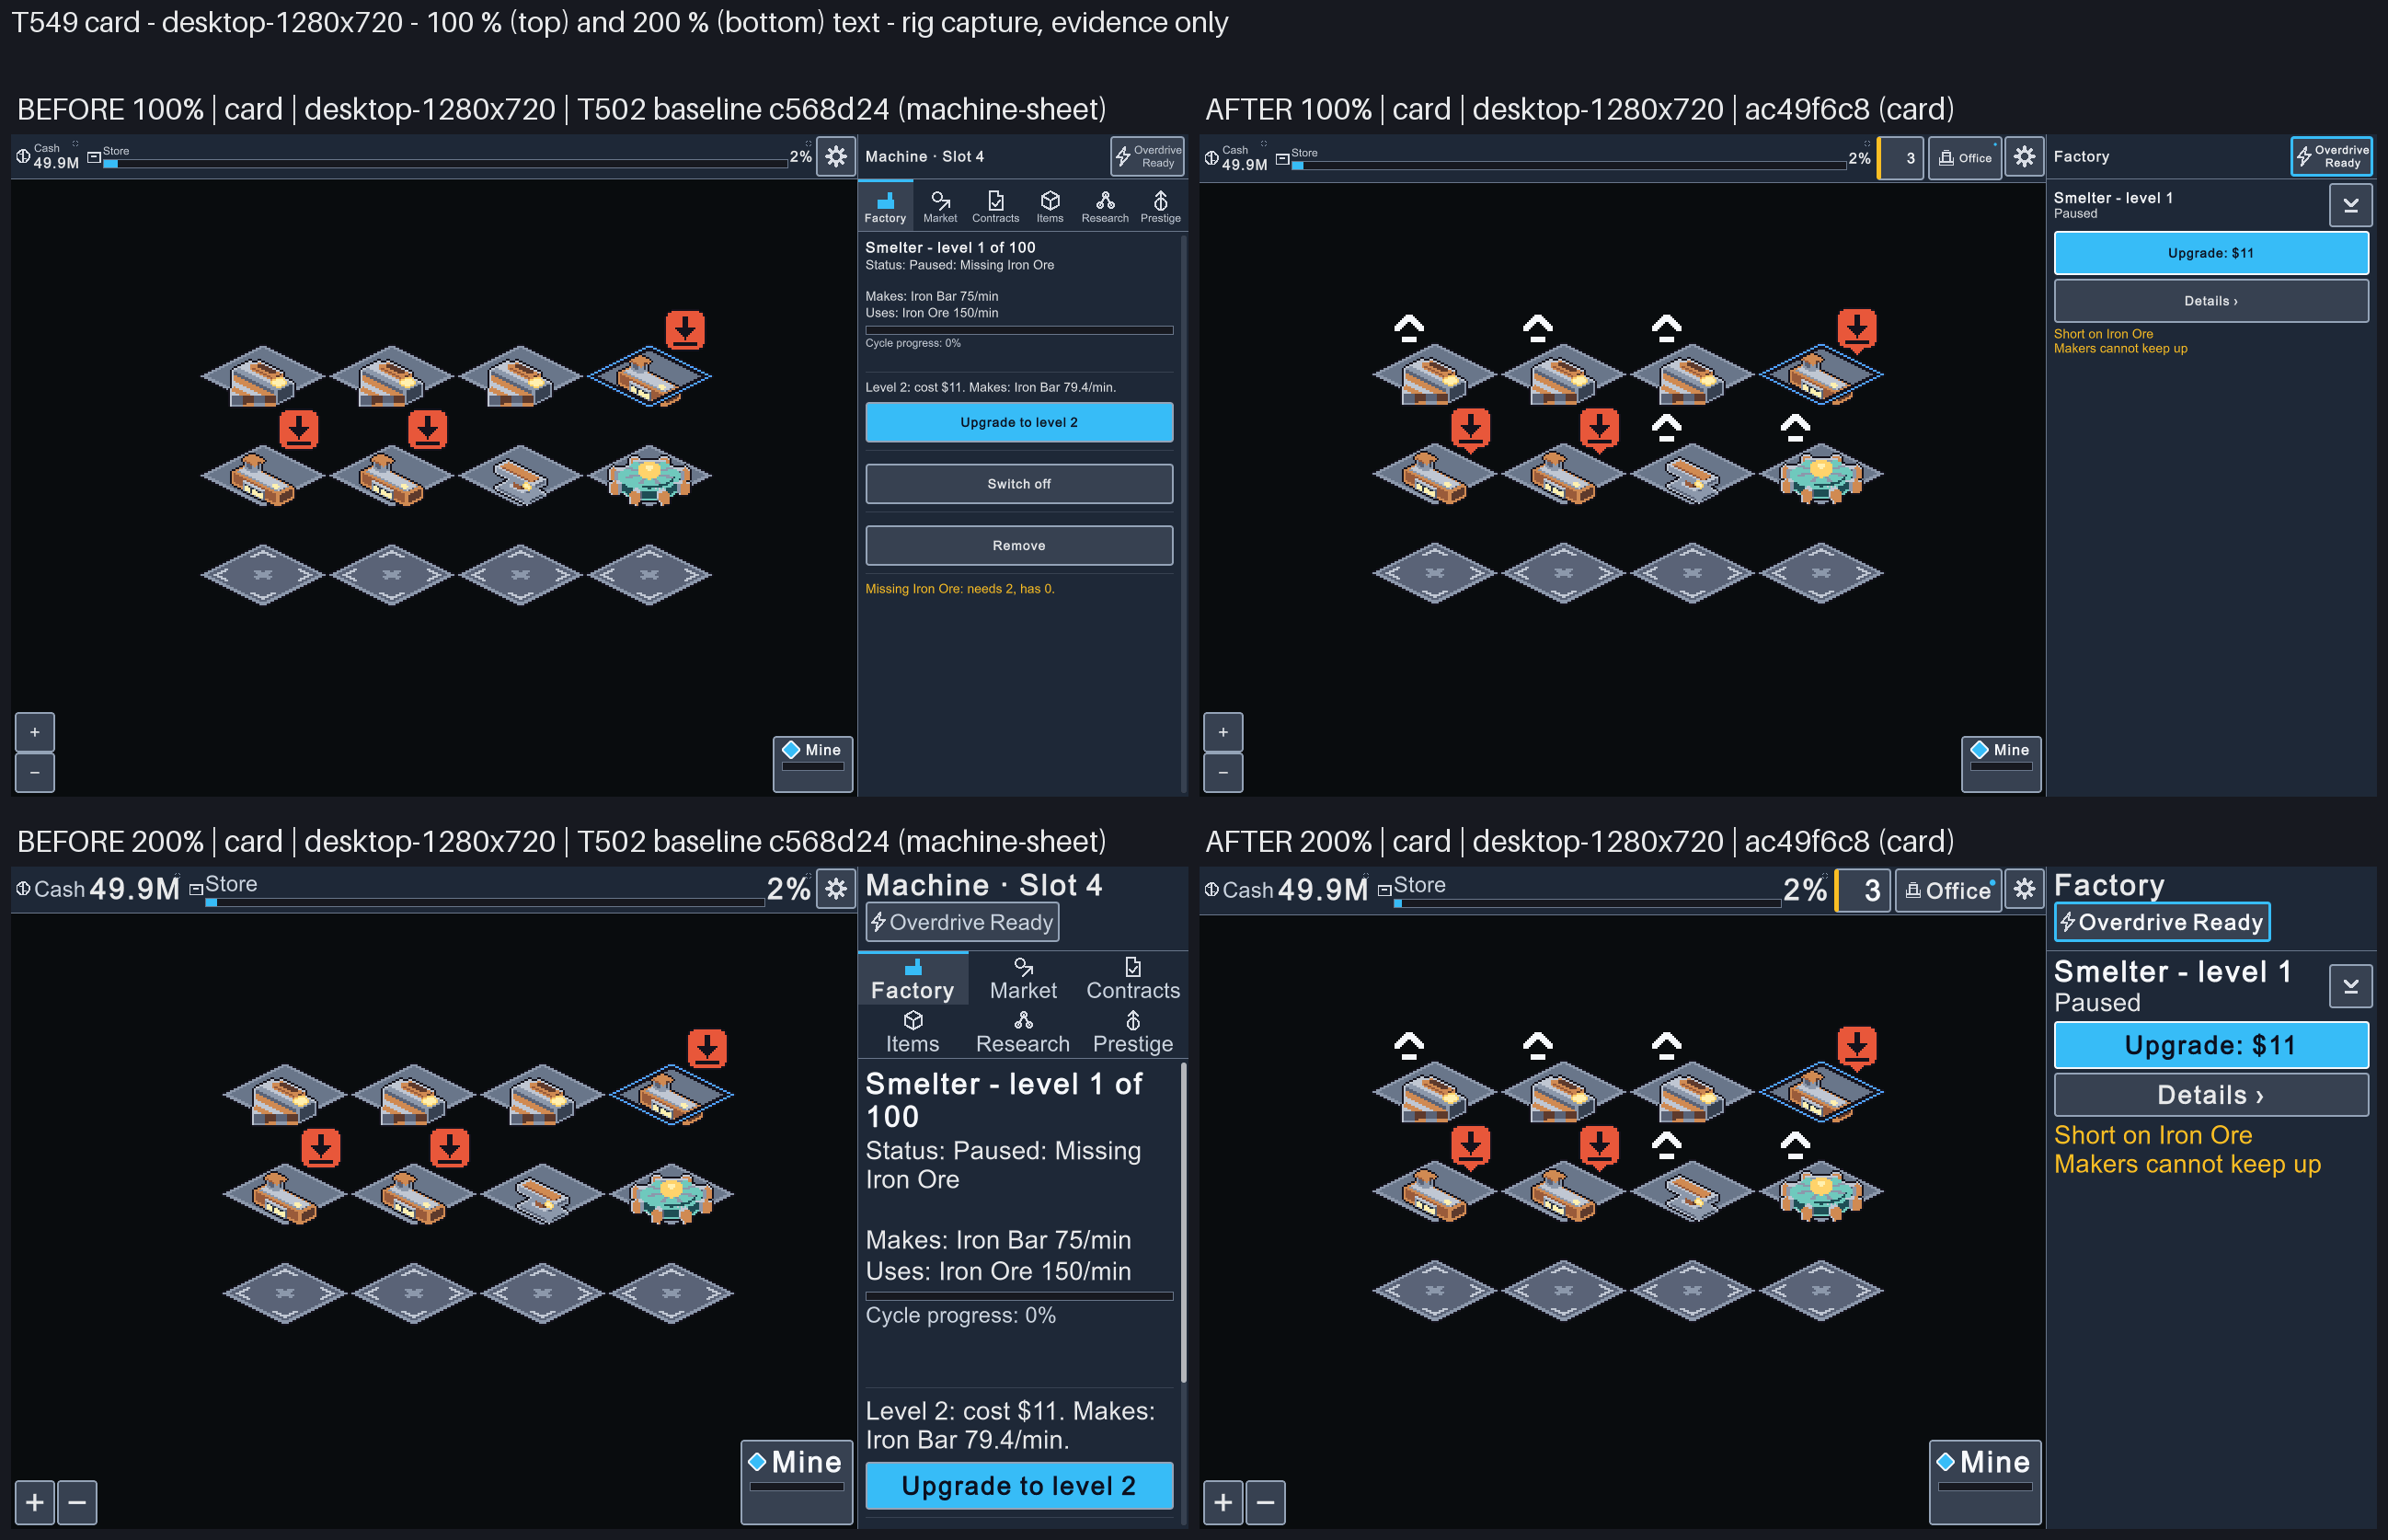 T549 card - desktop-1280x720 - 100 % (top) and 200 % (bottom) text - rig capture, evidence only
BEFORE 100% | card | desktop-1280x720 | T502 baseline c568d24 (machine-sheet)
Cash
49.9M
Store
2%
Machine · Slot 4
Overdrive
Ready
Factory
Market
Contracts
Items
Research
Prestige
Smelter - level 1 of 100
Status: Paused: Missing Iron Ore
Makes: Iron Bar 75/min
Uses: Iron Ore 150/min
Cycle progress: 0%
Level 2: cost $11. Makes: Iron Bar 79.4/min.
Upgrade to level 2
Switch off
Remove
Missing Iron Ore: needs 2, has 0.
+
−
Mine
AFTER 100% | card | desktop-1280x720 | ac49f6c8 (card)
Cash
49.9M
Store
2%
3
Office
Factory
Overdrive
Ready
Smelter - level 1
Paused
Upgrade: $11
Details ›
Short on Iron Ore
Makers cannot keep up
+
−
Mine
BEFORE 200% | card | desktop-1280x720 | T502 baseline c568d24 (machine-sheet)
Cash 49.9M
Store
2%
Machine · Slot 4
Overdrive Ready
Factory
Market
Contracts
Items
Research
Prestige
Smelter - level 1 of
100
Status: Paused: Missing
Iron Ore
Makes: Iron Bar 75/min
Uses: Iron Ore 150/min
Cycle progress: 0%
Level 2: cost $11. Makes:
Iron Bar 79.4/min.
Upgrade to level 2
+
−
Mine
AFTER 200% | card | desktop-1280x720 | ac49f6c8 (card)
Cash 49.9M
Store
2%
3
Office
Factory
Overdrive Ready
Smelter - level 1
Paused
Upgrade: $11
Details ›
Short on Iron Ore
Makers cannot keep up
+
−
Mine